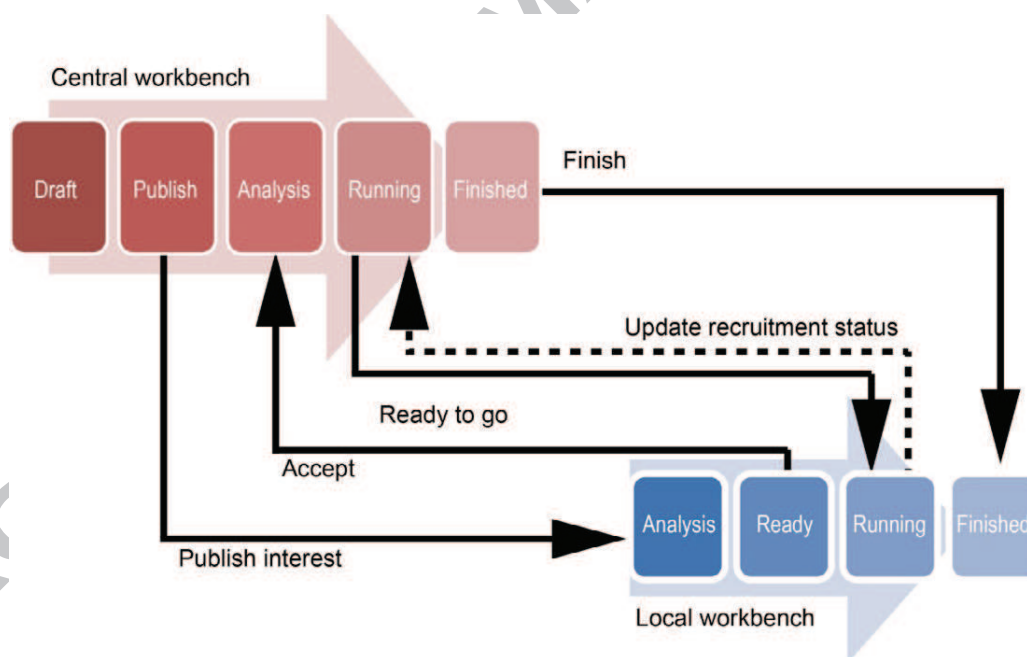 Central workbench
Draft
Publish
Analysis
Running
Finished
Finish
Update recruitment status
Ready to go
Accept
Analysis
Ready
Running
Finished
Publish interest
Local workbench